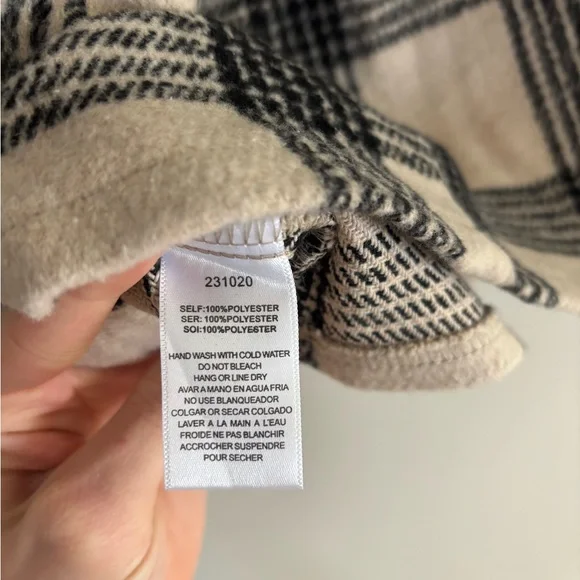 231020
SELF:100%POLYESTER
SER: 100%POLYESTER
SOI:100%POLYESTER
HAND WASH WITH COLD WATER
DO NOT BLEACH
HANG OR LINE DRY
AVAR A MANO EN AGUA FRIA
NO USE BLANQUEADOR
COLGAR OR SECAR COLGADO
LAVER A LA MAIN A L'EAU
FROIDE NE PAS BLANCHIR
ACCROCHER SUSPENDRE
POUR SECHER